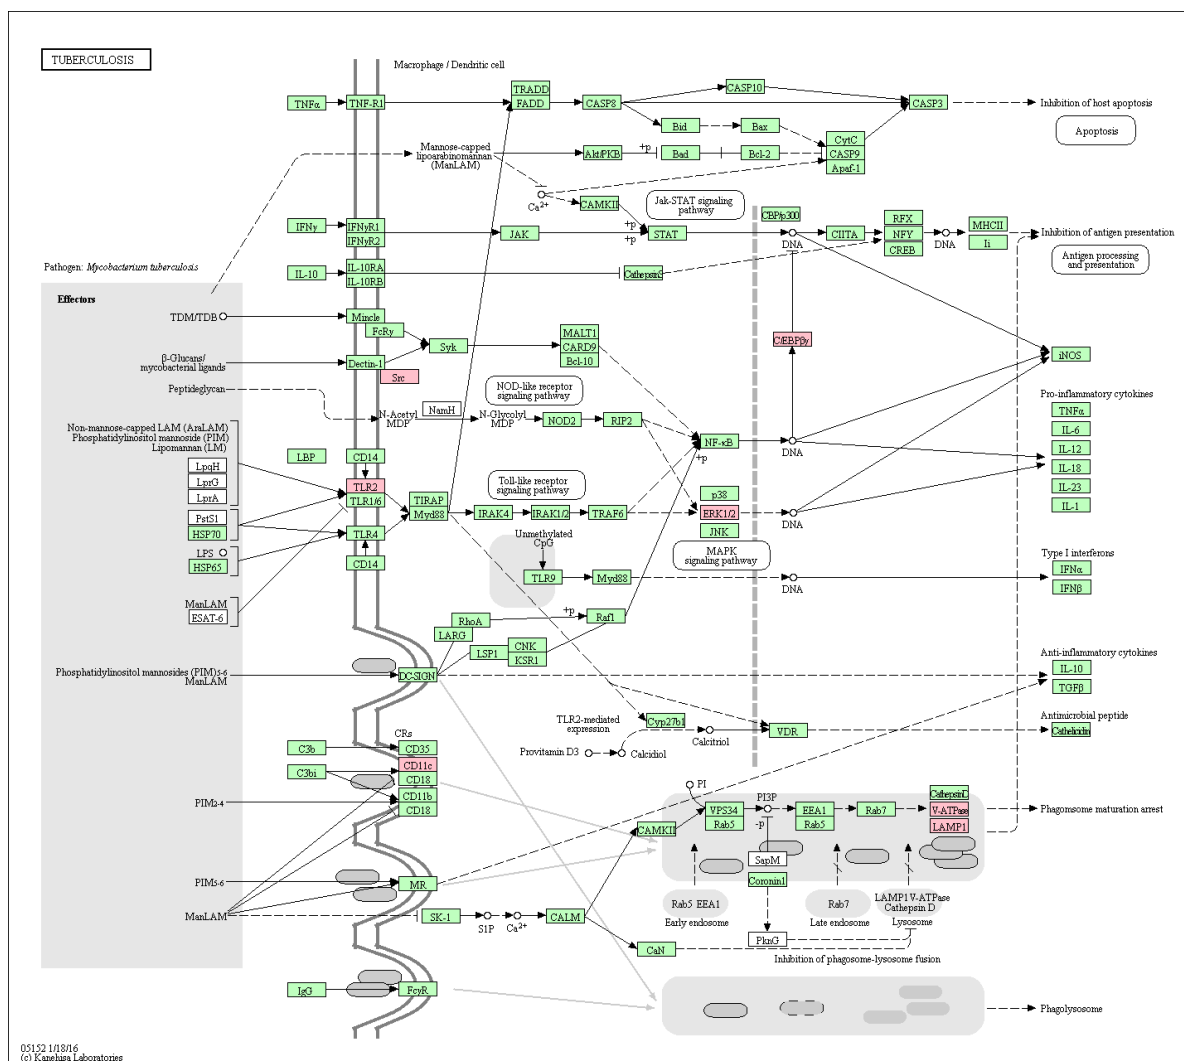 TUBERCULOSIS
Macrophage / Dendritic cell
TNFα
TNF-R1
TRADD
FADD
CASP8
CASP10
CASP3
Inhibition of host apoptosis
Apoptosis
Bid
Bax
CytC
CASP9
Apaf-1
Mannose-capped
lipoarabinomannan
(ManLAM)
Akt/PKB
+p
Bad
Bcl-2
Ca2+
CAMKII
Jak-STAT signaling
pathway
IFNγ
IFNγR1
IFNγR2
JAK
+p
+p
STAT
CBP/p300
DNA
CIITA
RFX
NFY
CREB
DNA
MHCII
Ii
Inhibition of antigen presentation
Antigen processing
and presentation
Pathogen: Mycobacterium tuberculosis
IL-10
IL-10RA
IL-10RB
CathepsinS
Effectors
TDM/TDB
Mincle
FcRγ
Syk
MALT1
CARD9
Bcl-10
C/EBPβγ
iNOS
β-Glucans/
mycobacterial ligands
Dectin-1
Src
Peptideglycan
N-Acetyl
MDP
NamH
N-Glycolyl
MDP
NOD-like receptor
signaling pathway
NOD2
RIP2
NF-κB
+p
DNA
Pro-inflammatory cytokines
TNFα
IL-6
IL-12
IL-18
IL-23
IL-1
Non-mannose-capped LAM (AraLAM)
Phosphatidylinositol mannoside (PIM)
Lipomannan (LM)
LpqH
LprG
LprA
LBP
CD14
TLR2
TLR1/6
TIRAP
Myd88
Toll-like receptor
signaling pathway
IRAK4
IRAK1/2
TRAF6
p38
ERK1/2
JNK
DNA
MAPK
signaling pathway
PstS1
HSP70
TLR4
CD14
LPS
HSP65
Unmethylated
CpG
TLR9
Myd88
DNA
Type I interferons
IFNα
IFNβ
ManLAM
ESAT-6
RhoA
LARG
+p
Raf1
LSP1
CNK
KSR1
Phosphatidylinositol mannosides (PIM)5-6
ManLAM
DC-SIGN
Anti-inflammatory cytokines
IL-10
TGFβ
TLR2-mediated
expression
Cyp27b1
Provitamin D3
Calcidiol
Calcitriol
VDR
Antimicrobial peptide
Cathelicidin
CRs
C3b
CD35
C3bi
CD11c
CD18
PIM2-4
CD11b
CD18
PI
PI3P
VPS34
Rab5
-p
EEA1
Rab5
Rab7
CathepsinL
V-ATPase
LAMP1
Phagomsome maturation arrest
CAMKII
SapM
Coronin1
PIM5-6
MR
Rab5 EEA1
Early endosome
Rab7
Late endosome
LAMP1V-ATPase
Cathepsin D
Lysosome
ManLAM
SK-1
S1P
Ca2+
CALM
CaN
PknG
Inhibition of phagosome-lysosome fusion
IgG
FcγR
Phagolysosome
05152 1/18/16
(c) Kanehisa Laboratories